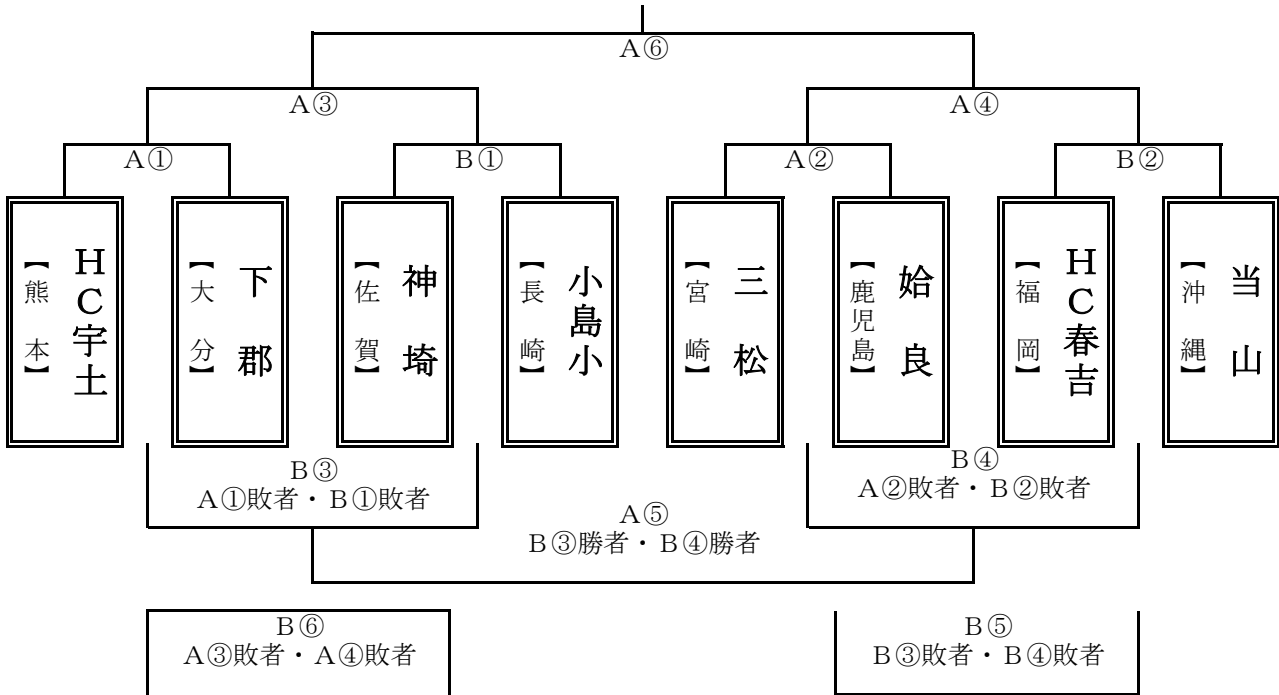 A⑥
A③
A④
A①
B①
A②
B②
HC宇土
【熊本】
下郡
【大分】
神埼
【佐賀】
小島小
【長崎】
三松
【宮崎】
姶良
【鹿児島】
HC春吉
【福岡】
当山
【沖縄】
B③
A①敗者・B①敗者
B④
A②敗者・B②敗者
A⑤
B③勝者・B④勝者
B⑥
A③敗者・A④敗者
B⑤
B③敗者・B④敗者